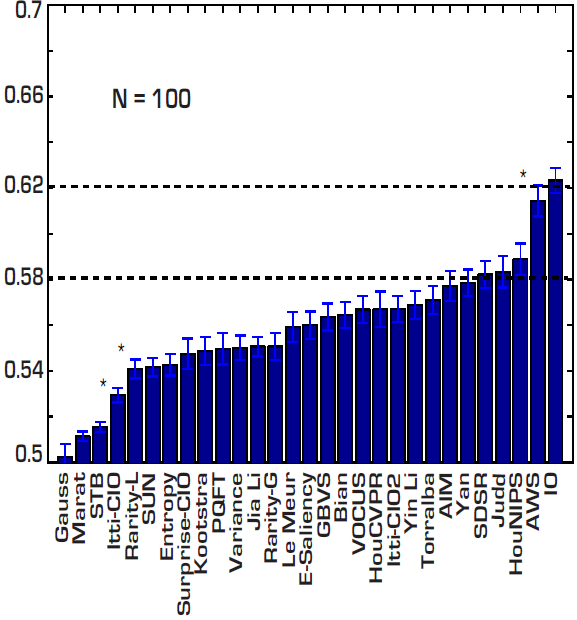 0.7
0.66
N = 100
*
0.62
0.58
*
0.54
*
0.5
Gauss
Marat
STB
Itti-CIO
Rarity-L
SUN
Entropy
Surprise-CIO
Kootstra
PQFT
Variance
Jia Li
Rarity-G
Le Meur
E-Saliency
GBVS
Bian
VOCUS
HouCVPR
Itti-CIO2
Yin Li
Torralba
AIM
Yan
SDSR
Judd
HouNIPS
AWS
IO